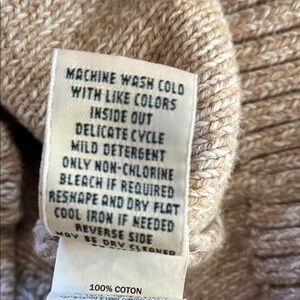 MACHINE WASH COLD
WITH LIKE COLORS
INSIDE OUT
DELICATE CYCLE
MILD DETERGENT
ONLY NON-CHLORINE
BLEACH IF REQUIRED
RESHAPE AND DRY FLAT
COOL IRON IF NEEDED
REVERSE SIDE
MAY BE DRY CLEANED
100% COTON